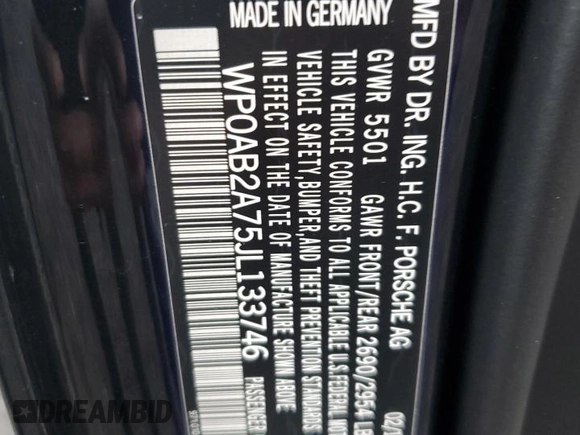 MFD BY DR. ING. H.C. F. PORSCHE AG
GVWR 5501 GAWR FRONT/REAR 2690/2954
THIS VEHICLE CONFORMS TO ALL APPLICABLE U.S. FEDERAL
VEHICLE SAFETY, BUMPER, AND THEFT PREVENTION STANDARDS
IN EFFECT ON THE DATE OF MANUFACTURE SHOWN ABOVE
WP0AB2A75JL133746
MADE IN GERMANY
DREAMBID